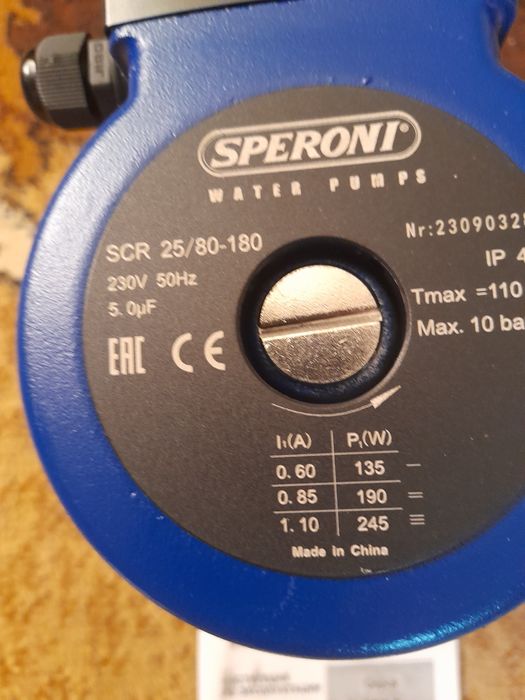 SPERONI®
WATER PUMPS
SCR 25/80-180
Nr:2309032
230V 50Hz
IP 4
5.0µF
Tmax =110
Max. 10 ba
EAC CE
I₁(A) P₁(W)
0.60 135
0.85 190
1.10 245
Made in China